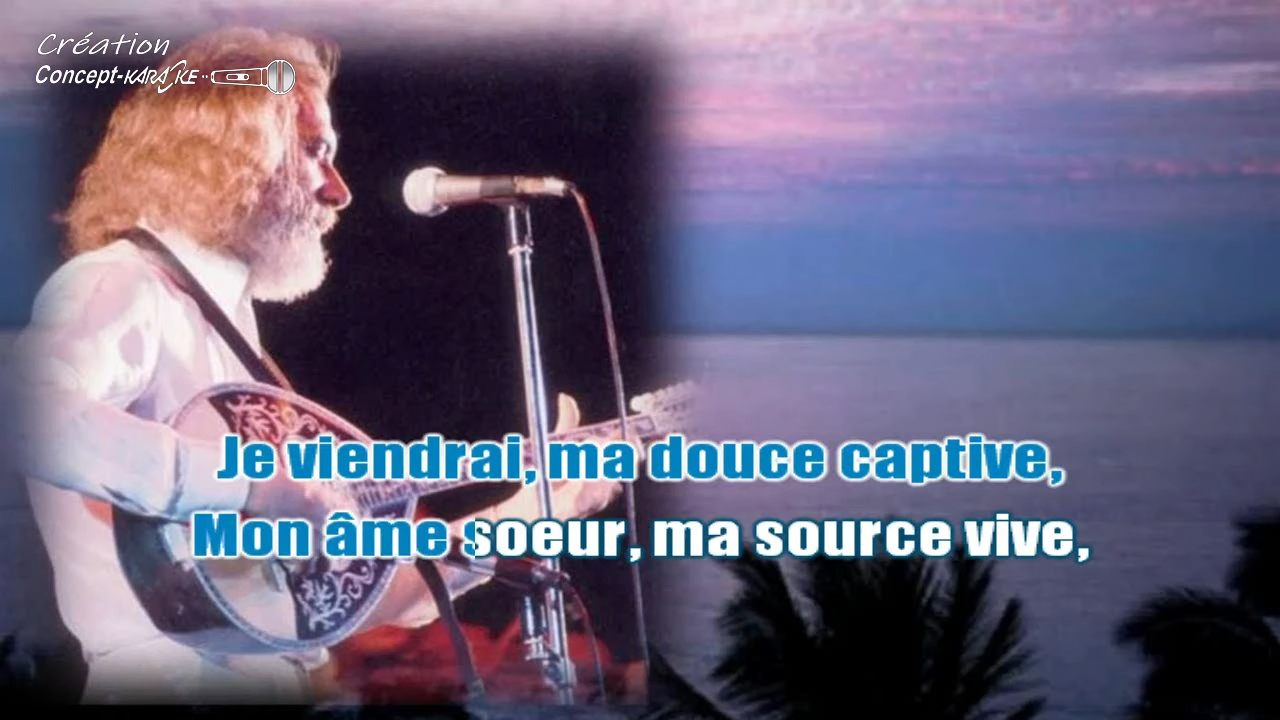 Création
Concept-KARAOKE
Je viendrai, ma douce captive,
Mon âme soeur, ma source vive,